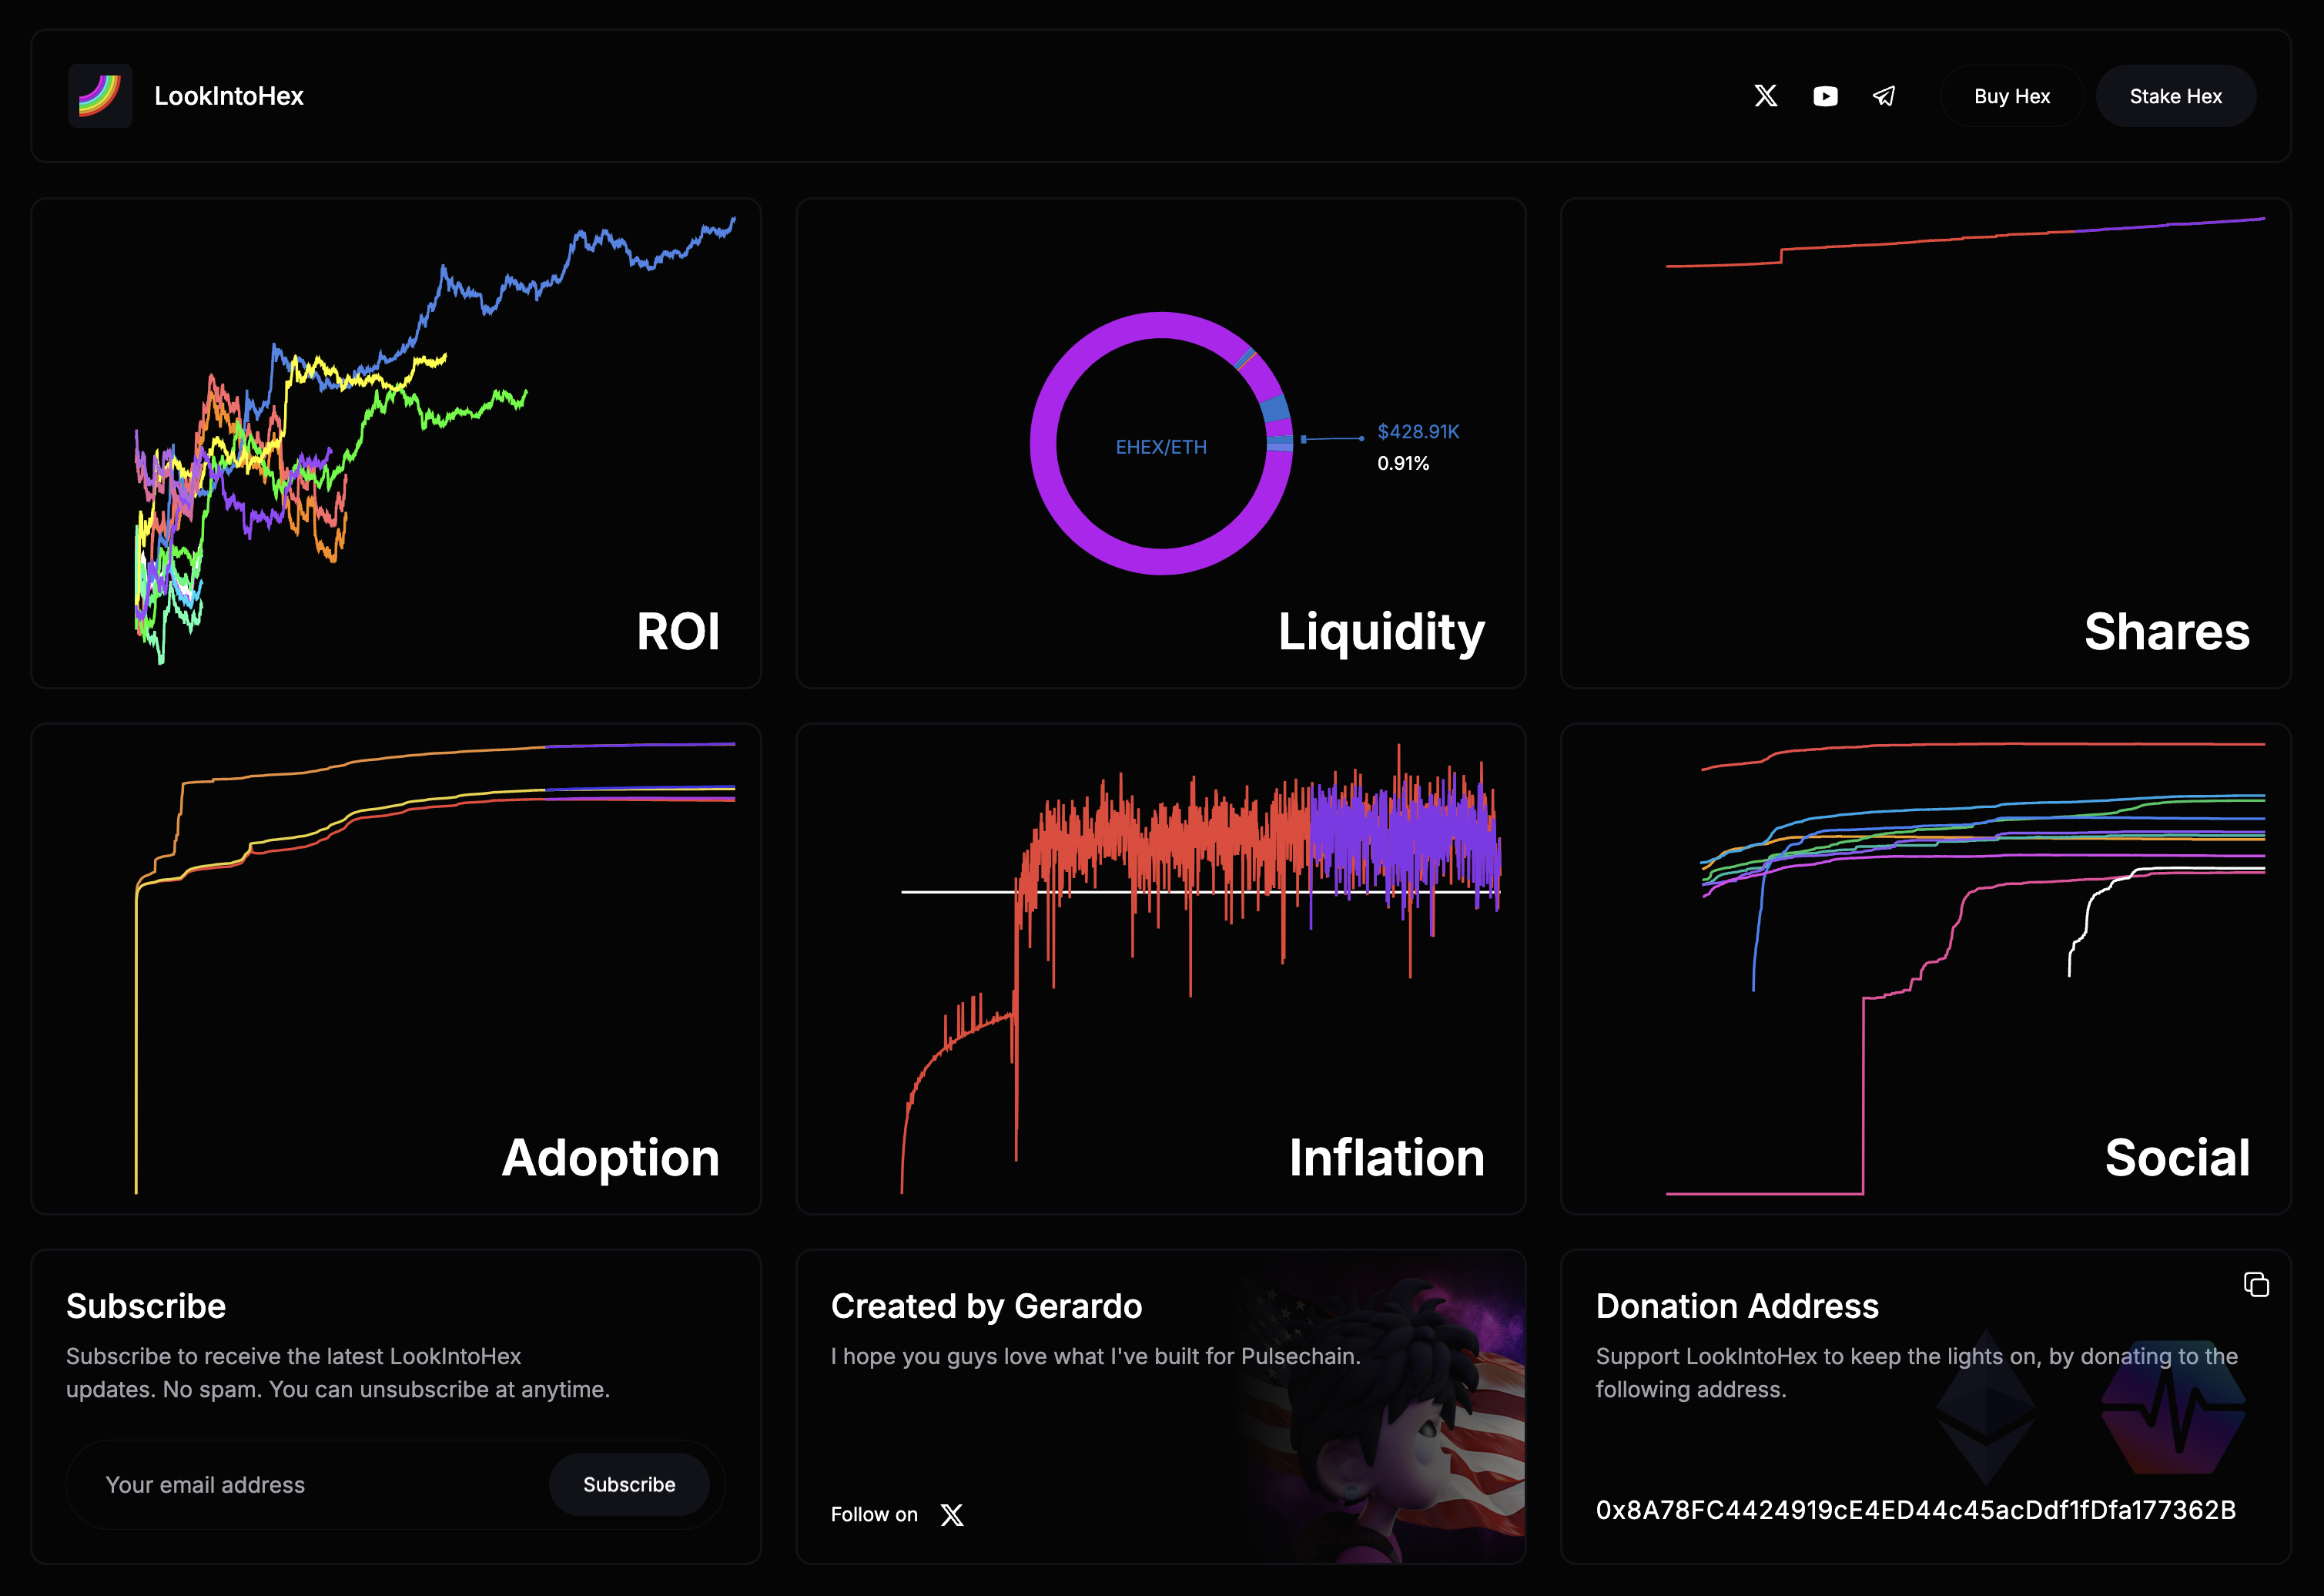 LookIntoHex
Buy Hex
Stake Hex
ROI
EHEX/ETH
$428.91K
0.91%
Liquidity
Shares
Adoption
Inflation
Social
Subscribe
Subscribe to receive the latest LookIntoHex
updates. No spam. You can unsubscribe at anytime.
Your email address
Subscribe
Created by Gerardo
I hope you guys love what I've built for Pulsechain.
Follow on
Donation Address
Support LookIntoHex to keep the lights on, by donating to the
following address.
0x8A78FC4424919cE4ED44c45acDdf1fDfa177362B